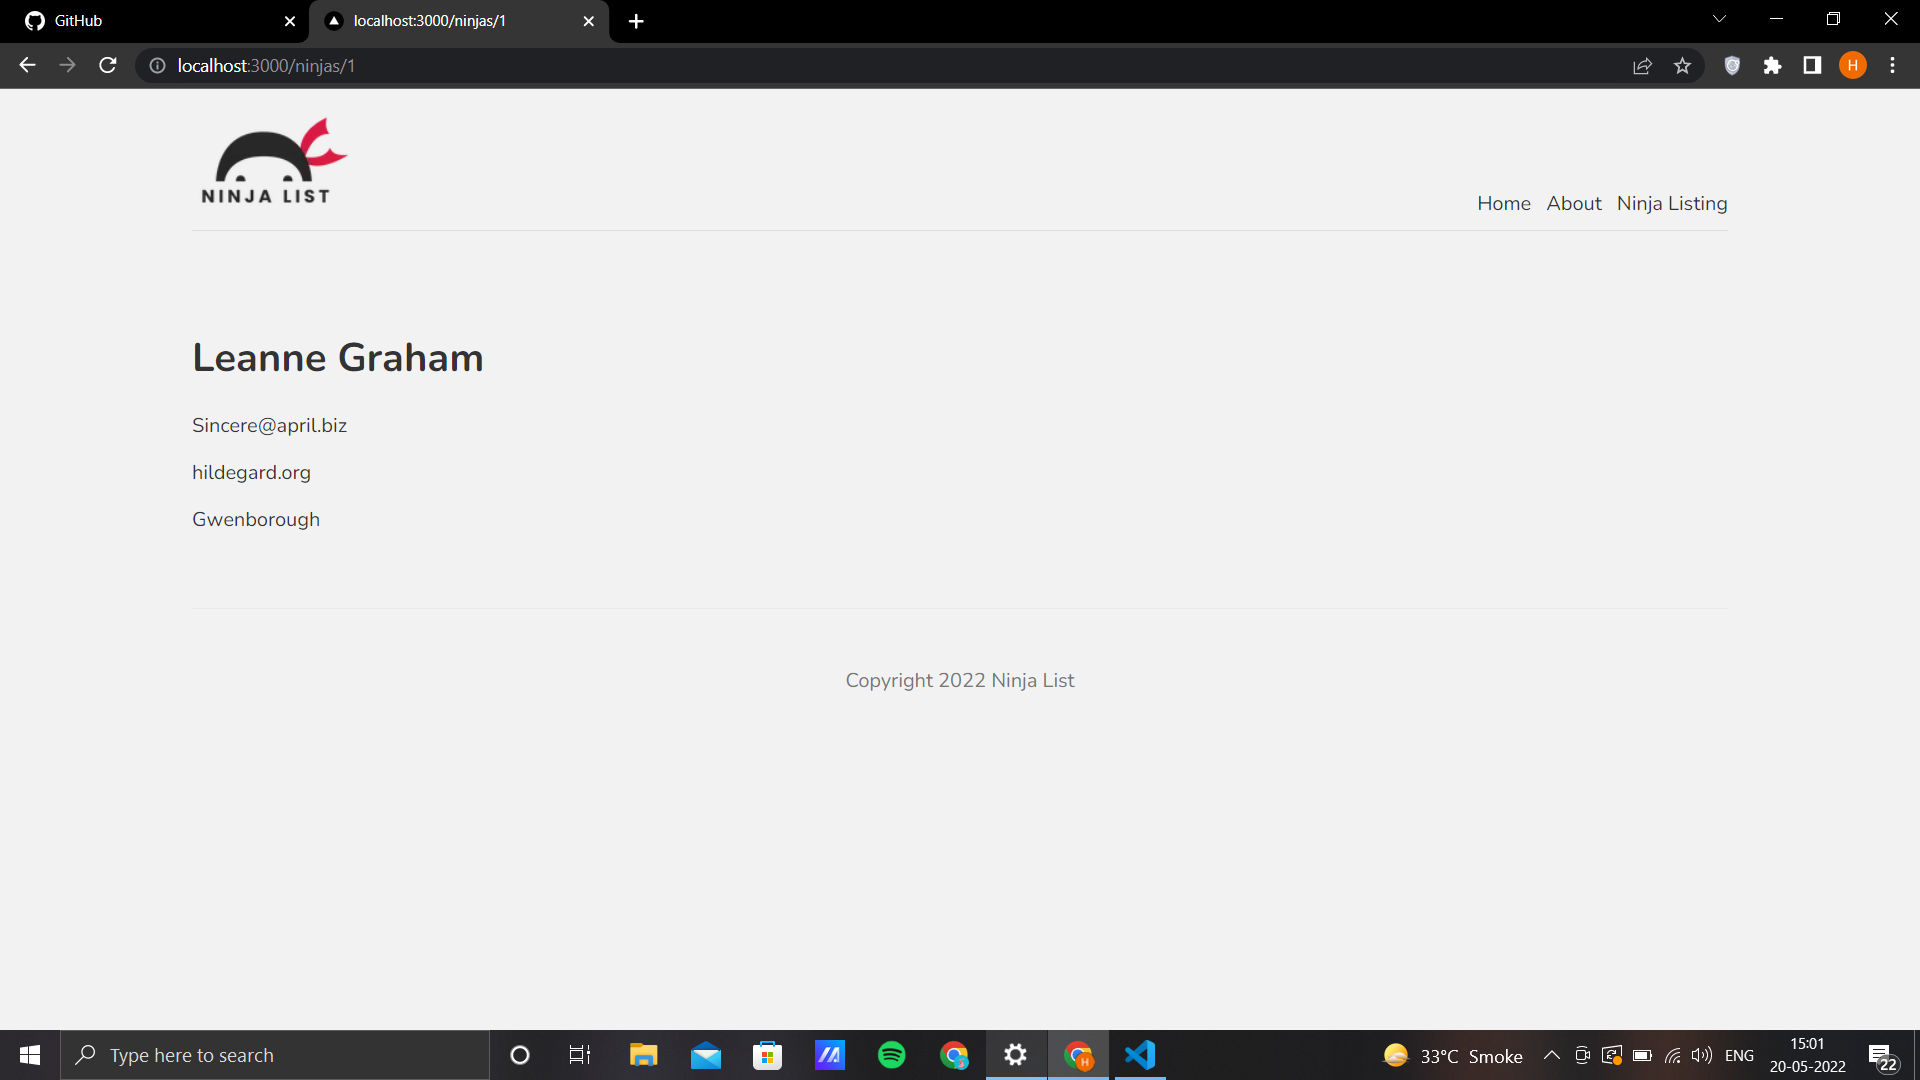 GitHub
localhost:3000/ninjas/1
localhost:3000/ninjas/1
H
NINJA LIST
Home About Ninja Listing
Leanne Graham
Sincere@april.biz
hildegard.org
Gwenborough
Copyright 2022 Ninja List
Type here to search
H
33°C Smoke
ENG
15:01
20-05-2022
22